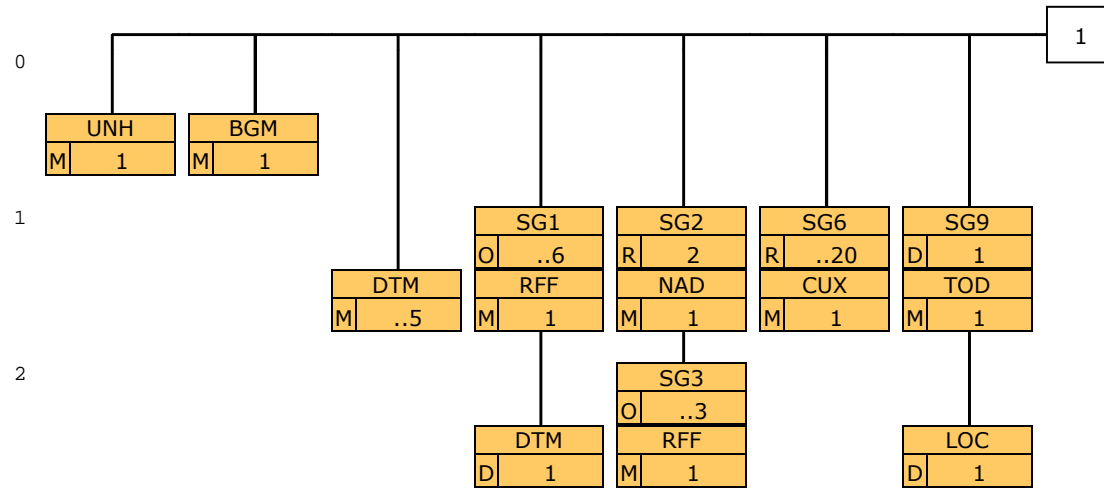 1
0
UNH BGM
M 1 M 1
1
SG1 SG2 SG6 SG9
O ..6 R 2 R ..20 D 1
DTM RFF NAD CUX TOD
M ..5 M 1 M 1 M 1 M 1
2
SG3
O ..3
DTM RFF LOC
D 1 M 1 D 1